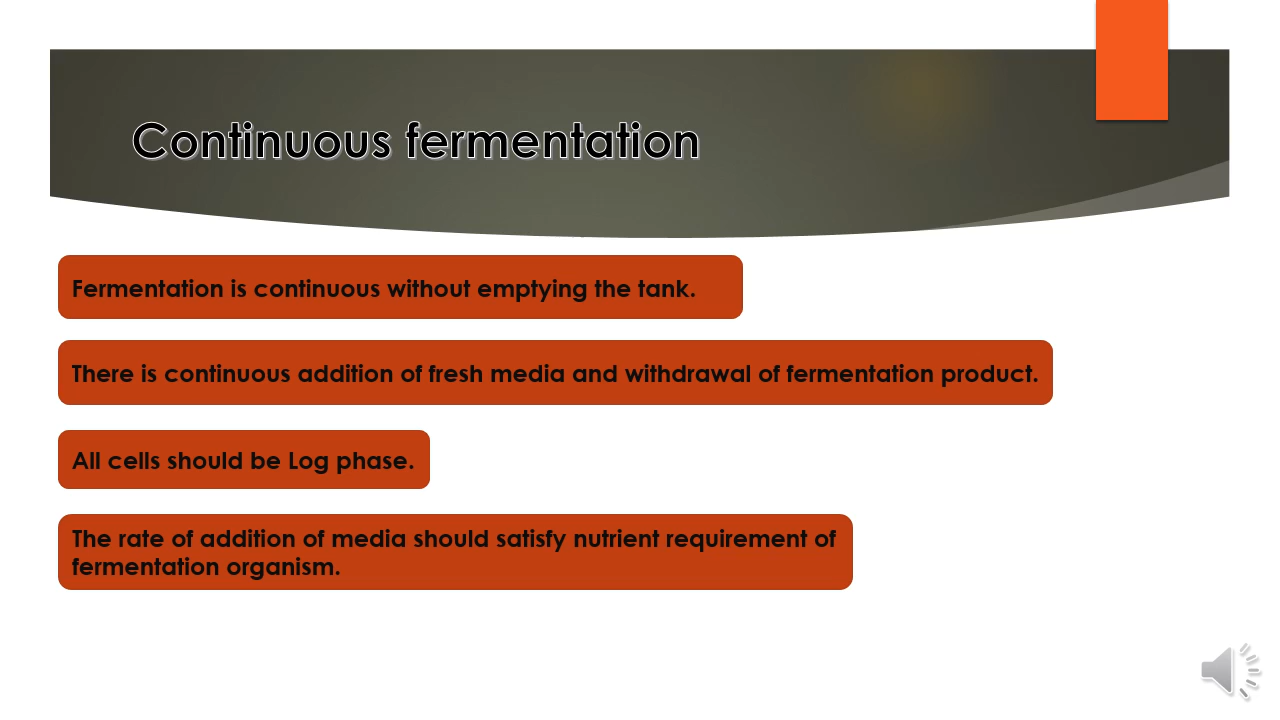 Continuous fermentation
Fermentation is continuous without emptying the tank.
There is continuous addition of fresh media and withdrawal of fermentation product.
All cells should be Log phase.
The rate of addition of media should satisfy nutrient requirement of
fermentation organism.